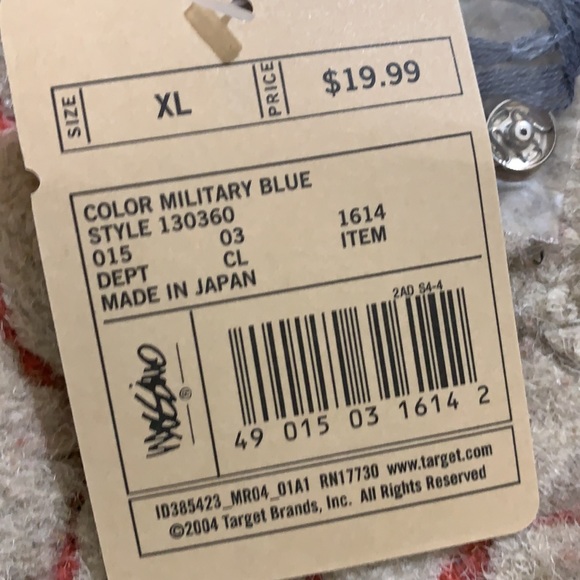 SIZE XL PRICE $19.99
COLOR MILITARY BLUE
STYLE 130360
015 03 1614
DEPT CL ITEM
MADE IN JAPAN
2AD S4-4
Mossimo ®
49 015 03 1614 2
ID385423_MR04_01A1 RN17730 www.target.com
©2004 Target Brands, Inc. All Rights Reserved